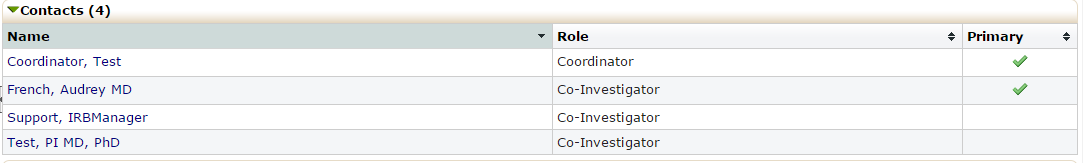 Contacts (4)
Name Role Primary
Coordinator, Test Coordinator
French, Audrey MD Co-Investigator
Support, IRBManager Co-Investigator
Test, PI MD, PhD Co-Investigator